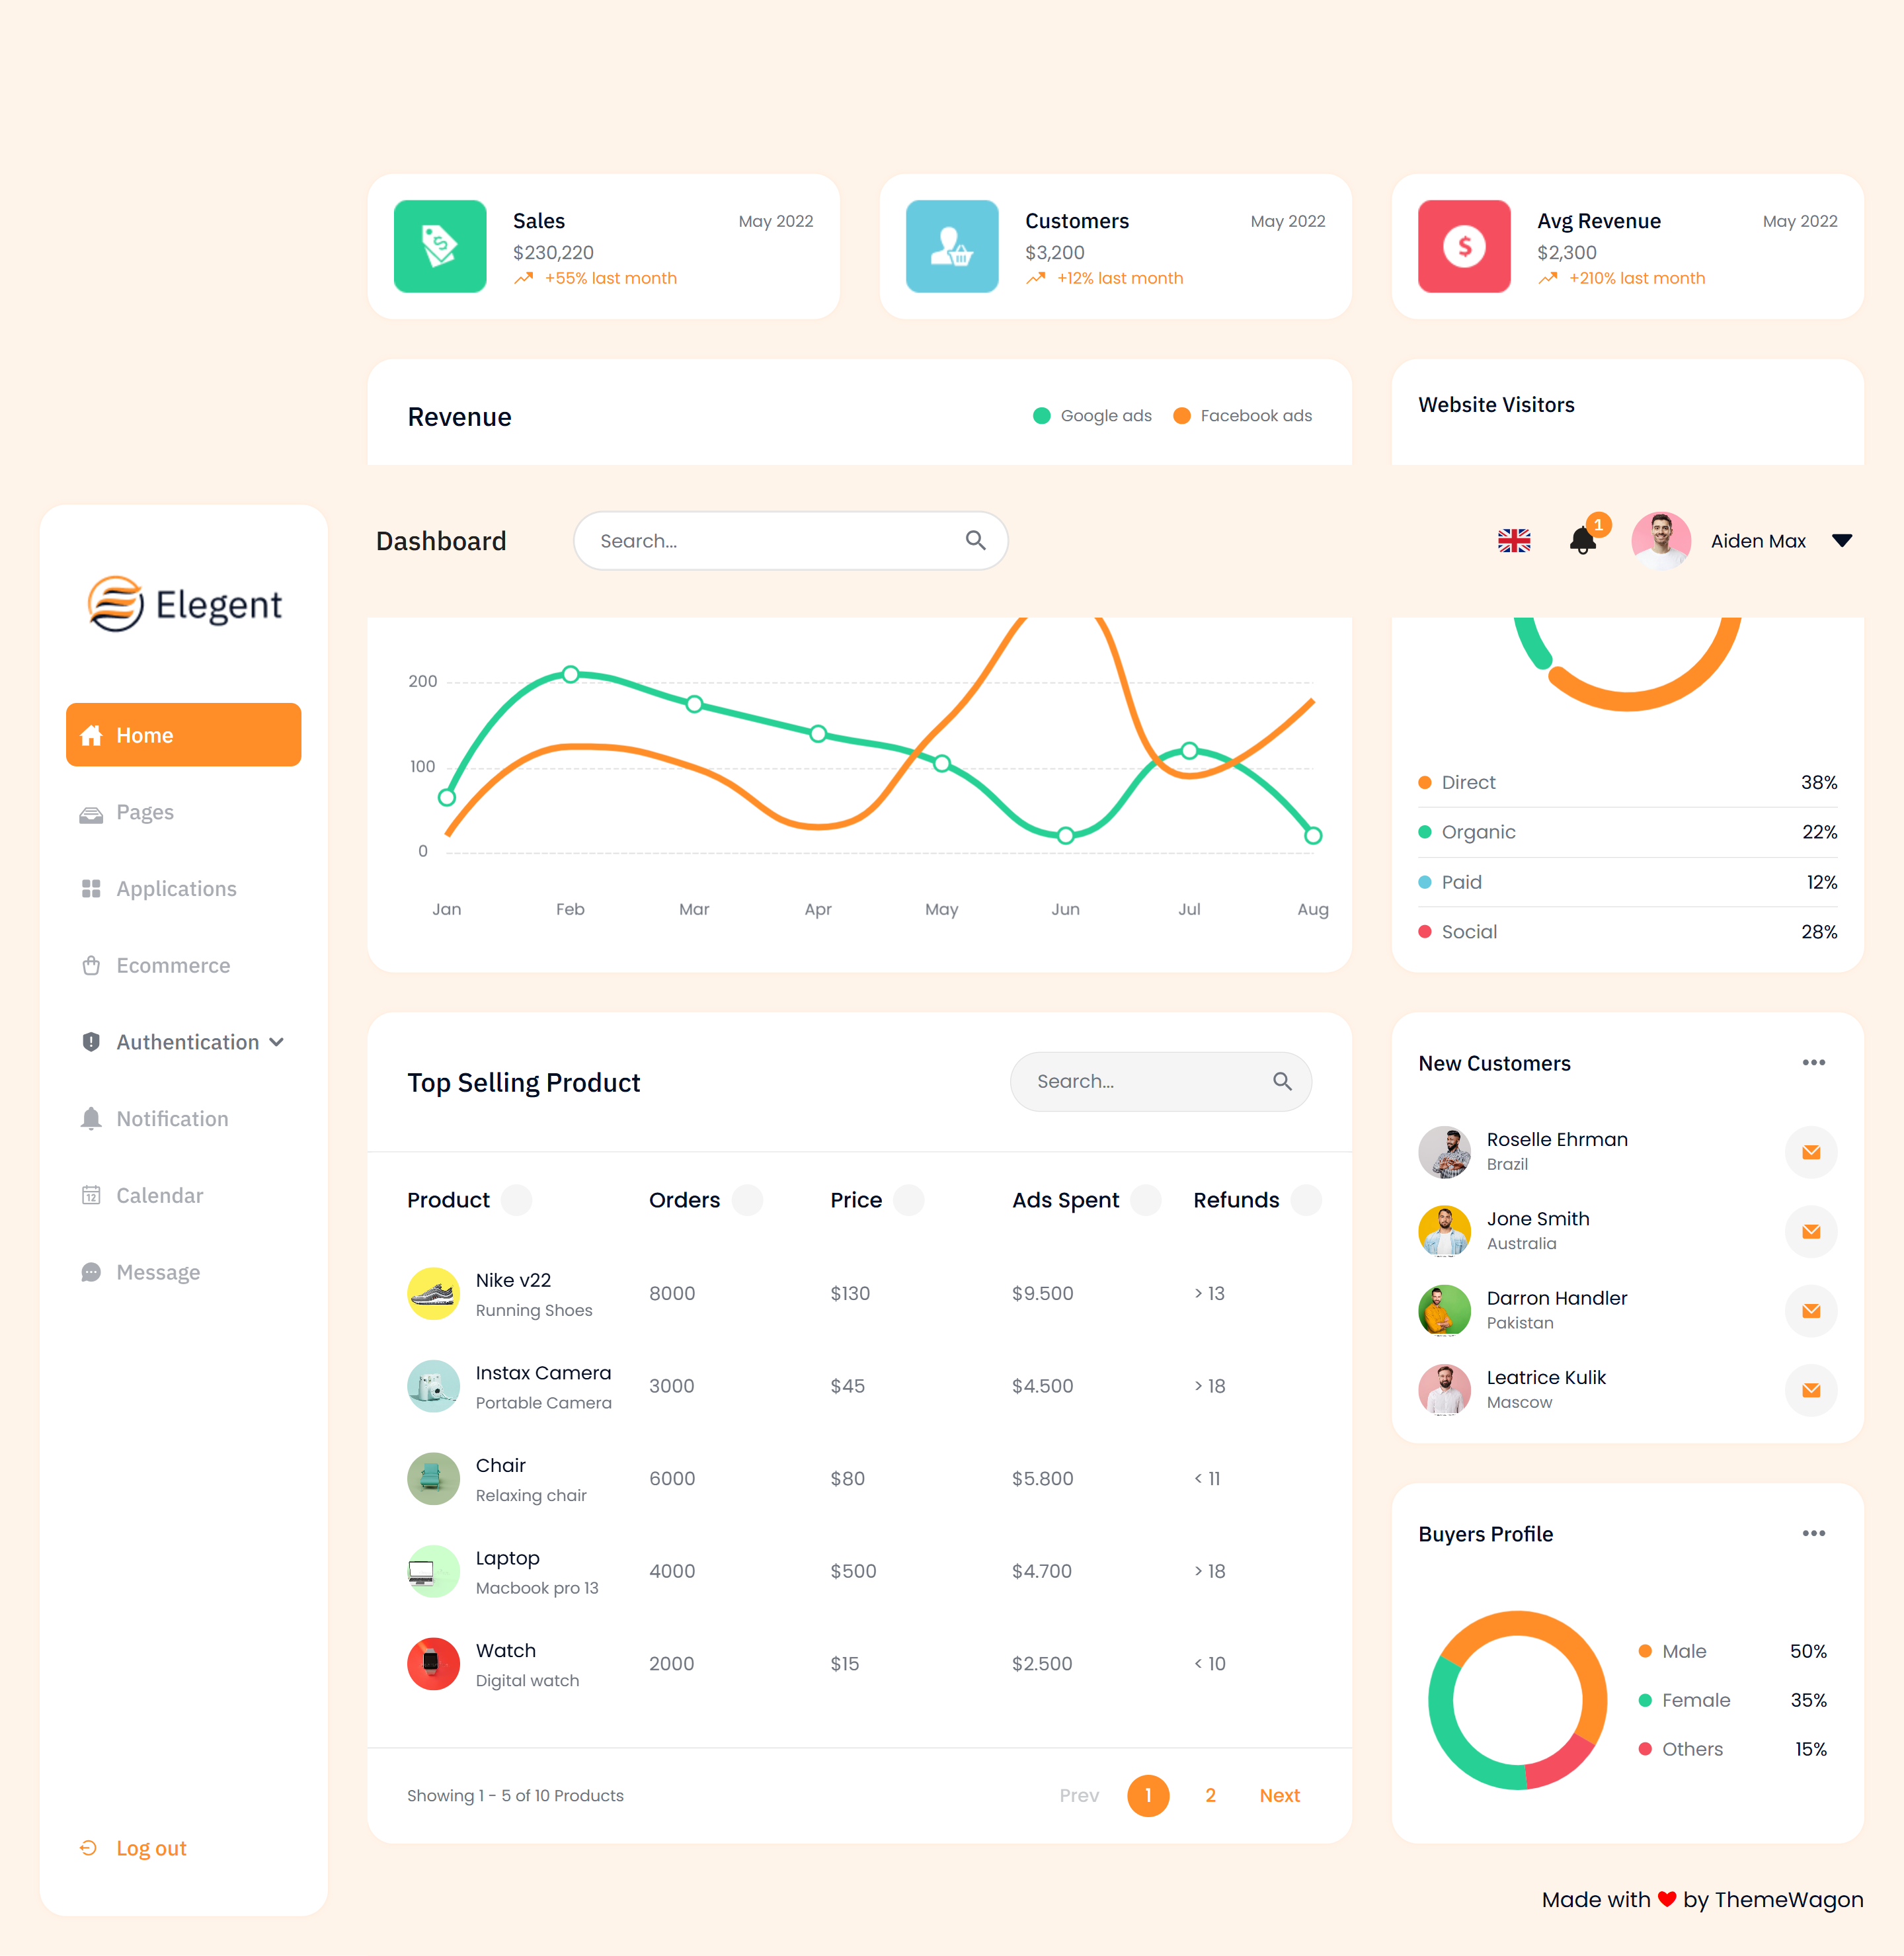 Sales
May 2022
$230,220
+55% last month
Customers
May 2022
$3,200
+12% last month
Avg Revenue
May 2022
$2,300
+210% last month
Revenue
Google ads
Facebook ads
Website Visitors
Dashboard
Search...
1
Aiden Max
Elegent
Home
Pages
Applications
Ecommerce
Authentication
Notification
12
Calendar
Message
Log out
200
100
0
Jan Feb Mar Apr May Jun Jul Aug
Direct 38%
Organic 22%
Paid 12%
Social 28%
Top Selling Product
Search...
Product Orders Price Ads Spent Refunds
Nike v22
Running Shoes
8000 $130 $9.500 > 13
Instax Camera
Portable Camera
3000 $45 $4.500 > 18
Chair
Relaxing chair
6000 $80 $5.800 < 11
Laptop
Macbook pro 13
4000 $500 $4.700 > 18
Watch
Digital watch
2000 $15 $2.500 < 10
Showing 1 - 5 of 10 Products
Prev 1 2 Next
New Customers
Roselle Ehrman
Brazil
Jone Smith
Australia
Darron Handler
Pakistan
Leatrice Kulik
Mascow
Buyers Profile
Male 50%
Female 35%
Others 15%
Made with ❤ by ThemeWagon